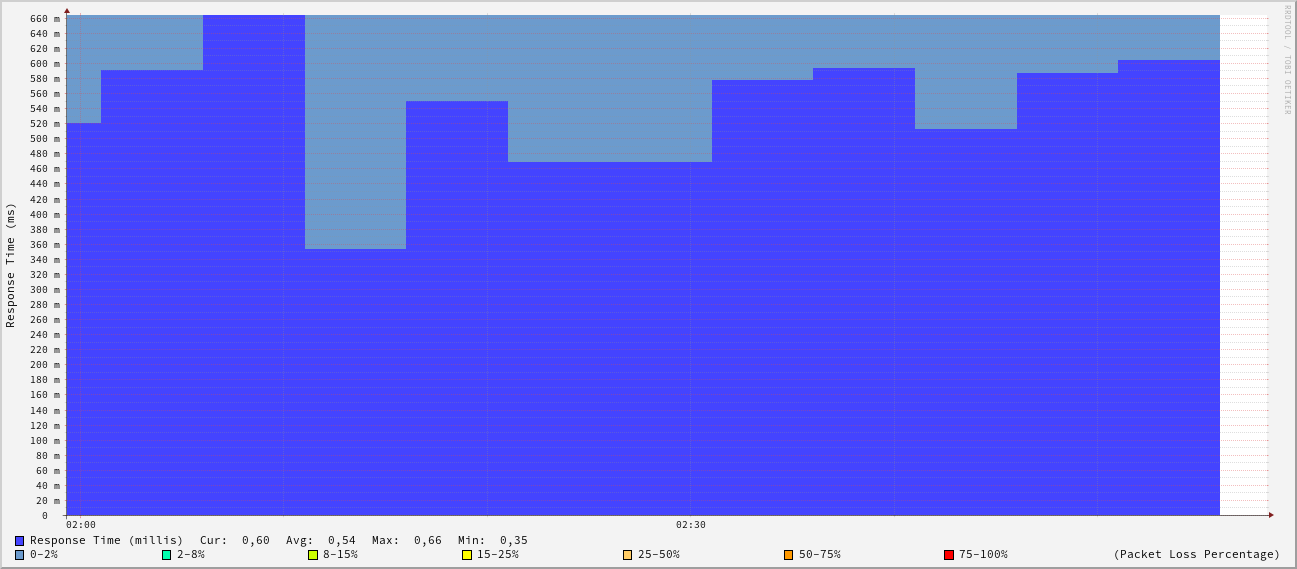 RRDTOOL / TOBI OETIKER
Response Time (ms)
660 m
640 m
620 m
600 m
580 m
560 m
540 m
520 m
500 m
480 m
460 m
440 m
420 m
400 m
380 m
360 m
340 m
320 m
300 m
280 m
260 m
240 m
220 m
200 m
180 m
160 m
140 m
120 m
100 m
80 m
60 m
40 m
20 m
0
02:00 02:30
Response Time (millis) Cur: 0,60 Avg: 0,54 Max: 0,66 Min: 0,35
0-2% 2-8% 8-15% 15-25% 25-50% 50-75% 75-100% (Packet Loss Percentage)